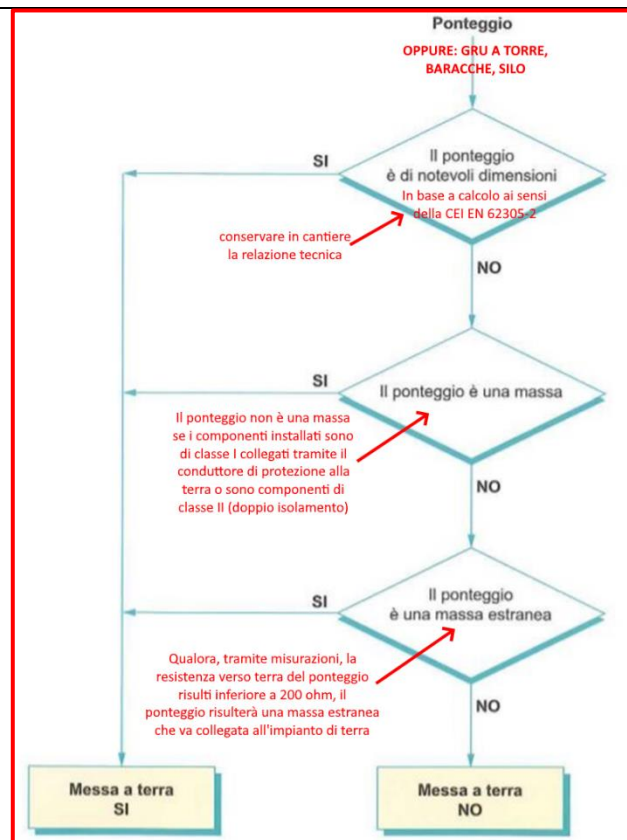 Ponteggio
OPPURE: GRU A TORRE,
BARACCHE, SILO
SI
Il ponteggio
è di notevoli dimensioni
In base a calcolo ai sensi
della CEI EN 62305-2
conservare in cantiere
la relazione tecnica
NO
SI
Il ponteggio è una massa
Il ponteggio non è una massa
se i componenti installati sono
di classe I collegati tramite il
conduttore di protezione alla
terra o sono componenti di
classe II (doppio isolamento)
NO
SI
Il ponteggio
è una massa estranea
Qualora, tramite misurazioni, la
resistenza verso terra del ponteggio
risulti inferiore a 200 ohm, il
ponteggio risulterà una massa estranea
che va collegata all'impianto di terra
NO
Messa a terra
SI
Messa a terra
NO